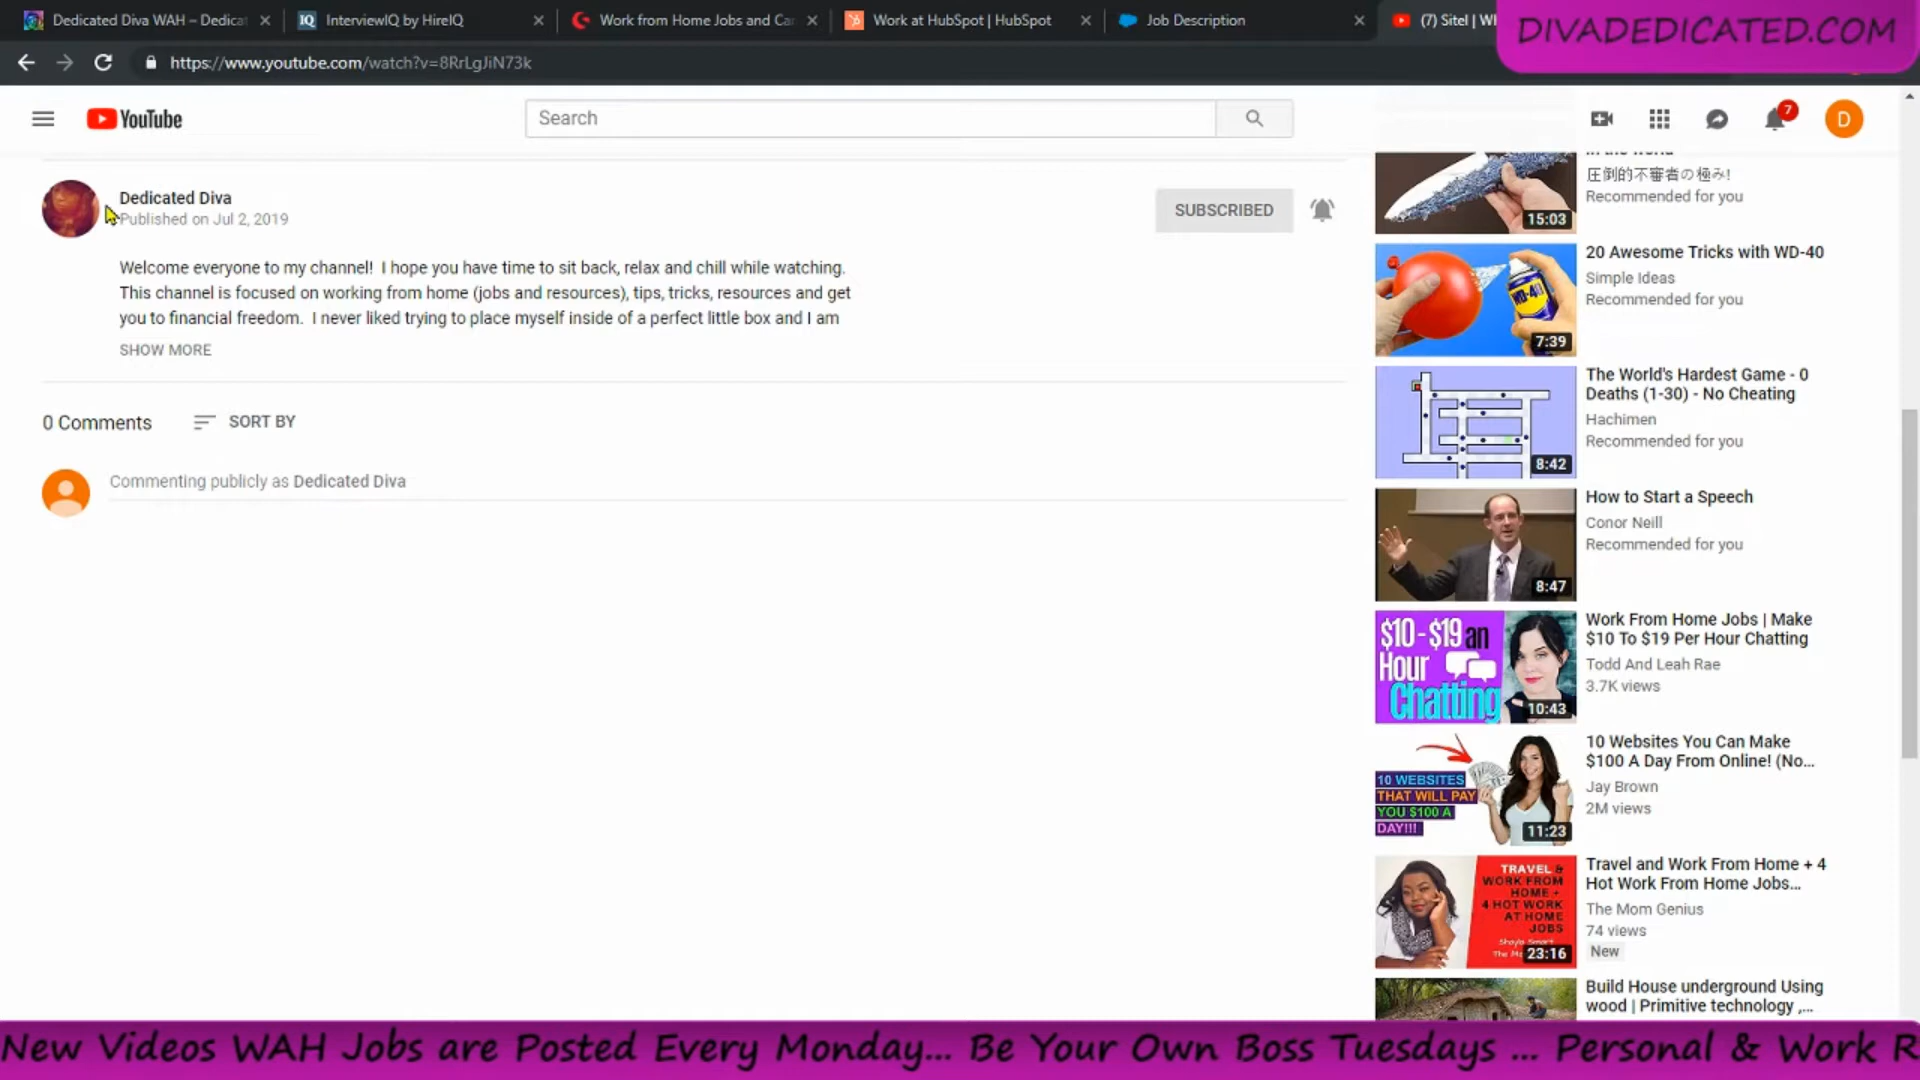 Dedicated Diva WAH – Dedicat
InterviewIQ by HireIQ
Work from Home Jobs and Car
Work at HubSpot | HubSpot
Job Description
(7) Sitel | Wh
DIVADEDICATED.COM
https://www.youtube.com/watch?v=8RrLgJiN73k
YouTube
Search
7
D
Dedicated Diva
Published on Jul 2, 2019
SUBSCRIBED
Welcome everyone to my channel! I hope you have time to sit back, relax and chill while watching.
This channel is focused on working from home (jobs and resources), tips, tricks, resources and get
you to financial freedom. I never liked trying to place myself inside of a perfect little box and I am
SHOW MORE
0 Comments
SORT BY
Commenting publicly as Dedicated Diva
in the world
圧倒的不審者の極み!
Recommended for you
15:03
20 Awesome Tricks with WD-40
Simple Ideas
Recommended for you
WD-40
7:39
The World's Hardest Game - 0
Deaths (1-30) - No Cheating
Hachimen
Recommended for you
8:42
How to Start a Speech
Conor Neill
Recommended for you
8:47
$10-$19 an
Hour
Chatting
10:43
Work From Home Jobs | Make
$10 To $19 Per Hour Chatting
Todd And Leah Rae
3.7K views
10 WEBSITES
THAT WILL PAY
YOU $100 A
DAY!!!
11:23
10 Websites You Can Make
$100 A Day From Online! (No...
Jay Brown
2M views
TRAVEL &
WORK FROM
HOME +
4 HOT WORK
AT HOME
JOBS
23:16
Travel and Work From Home + 4
Hot Work From Home Jobs...
The Mom Genius
74 views
New
Build House underground Using
wood | Primitive technology ,...
New Videos WAH Jobs are Posted Every Monday... Be Your Own Boss Tuesdays ... Personal & Work R